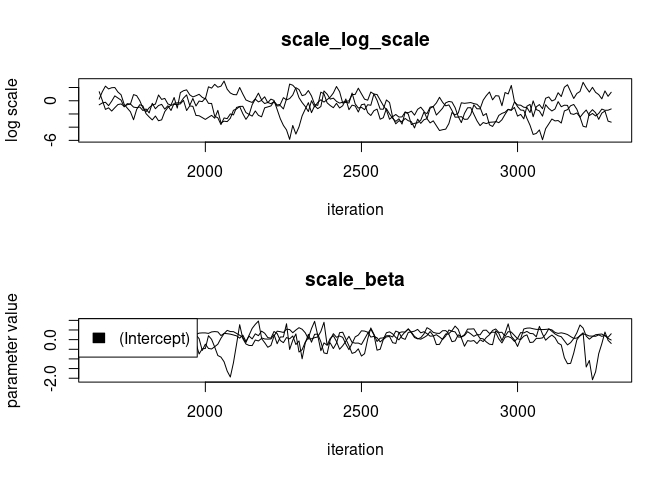 scale_log_scale
log scale
0
-6
2000
2500
3000
iteration
scale_beta
parameter value
0.0
-2.0
(Intercept)
2000
2500
3000
iteration